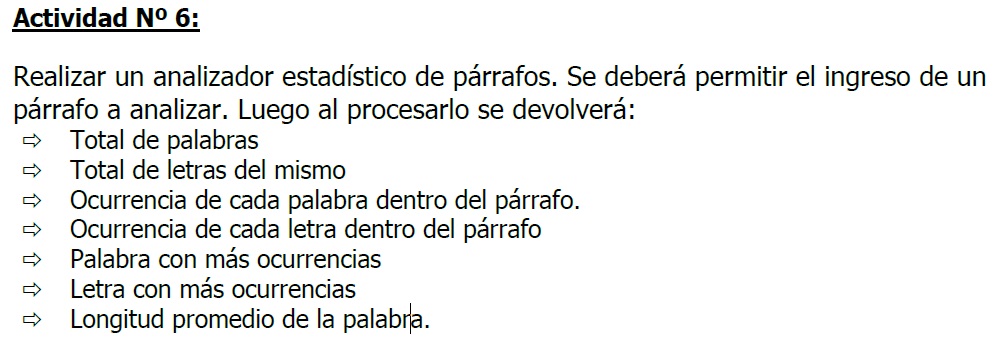 Actividad Nº 6:
Realizar un analizador estadístico de párrafos. Se deberá permitir el ingreso de un
párrafo a analizar. Luego al procesarlo se devolverá:
⇨ Total de palabras
⇨ Total de letras del mismo
⇨ Ocurrencia de cada palabra dentro del párrafo.
⇨ Ocurrencia de cada letra dentro del párrafo
⇨ Palabra con más ocurrencias
⇨ Letra con más ocurrencias
⇨ Longitud promedio de la palabra.